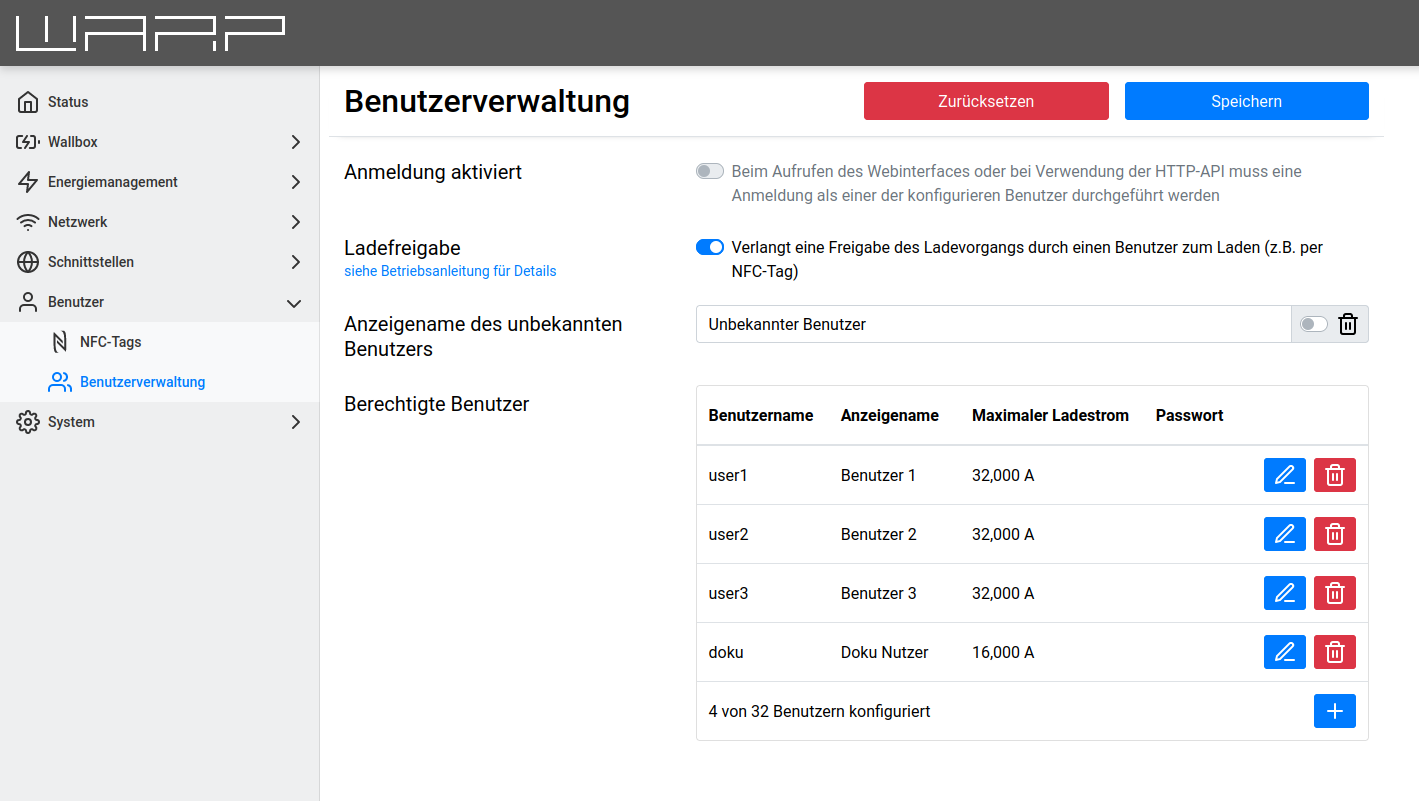 WARP
Status
Wallbox
Energiemanagement
Netzwerk
Schnittstellen
Benutzer
NFC-Tags
Benutzerverwaltung
System
Benutzerverwaltung
Zurücksetzen
Speichern
Anmeldung aktiviert
Beim Aufrufen des Webinterfaces oder bei Verwendung der HTTP-API muss eine
Anmeldung als einer der konfigurieren Benutzer durchgeführt werden
Ladefreigabe
siehe Betriebsanleitung für Details
Verlangt eine Freigabe des Ladevorgangs durch einen Benutzer zum Laden (z.B. per
NFC-Tag)
Anzeigename des unbekannten
Benutzers
Unbekannter Benutzer
Berechtigte Benutzer
Benutzername Anzeigename Maximaler Ladestrom Passwort
user1 Benutzer 1 32,000 A
user2 Benutzer 2 32,000 A
user3 Benutzer 3 32,000 A
doku Doku Nutzer 16,000 A
4 von 32 Benutzern konfiguriert